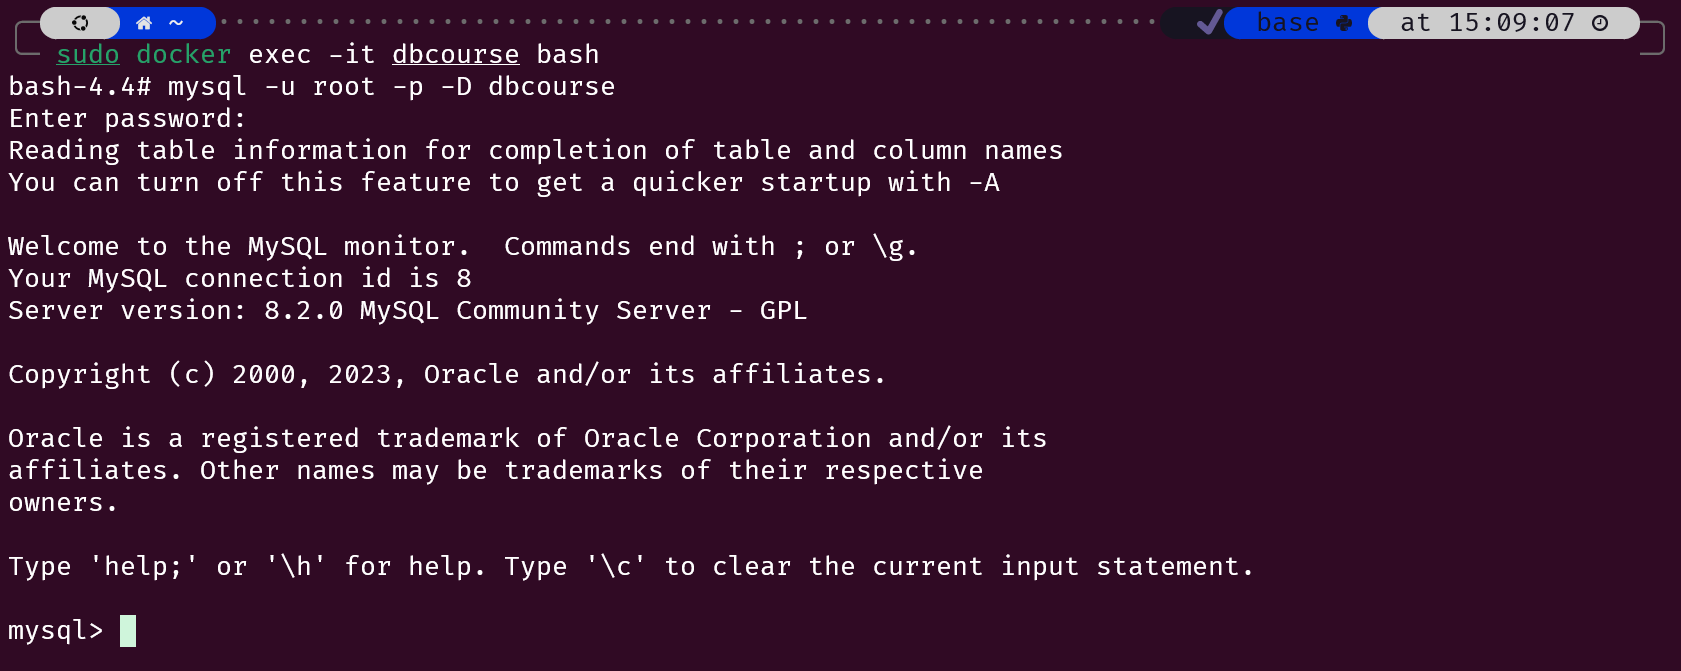 ~ base at 15:09:07
sudo docker exec -it dbcourse bash
bash-4.4# mysql -u root -p -D dbcourse
Enter password:
Reading table information for completion of table and column names
You can turn off this feature to get a quicker startup with -A
Welcome to the MySQL monitor.  Commands end with ; or \g.
Your MySQL connection id is 8
Server version: 8.2.0 MySQL Community Server - GPL
Copyright (c) 2000, 2023, Oracle and/or its affiliates.
Oracle is a registered trademark of Oracle Corporation and/or its
affiliates. Other names may be trademarks of their respective
owners.
Type 'help;' or '\h' for help. Type '\c' to clear the current input statement.
mysql>